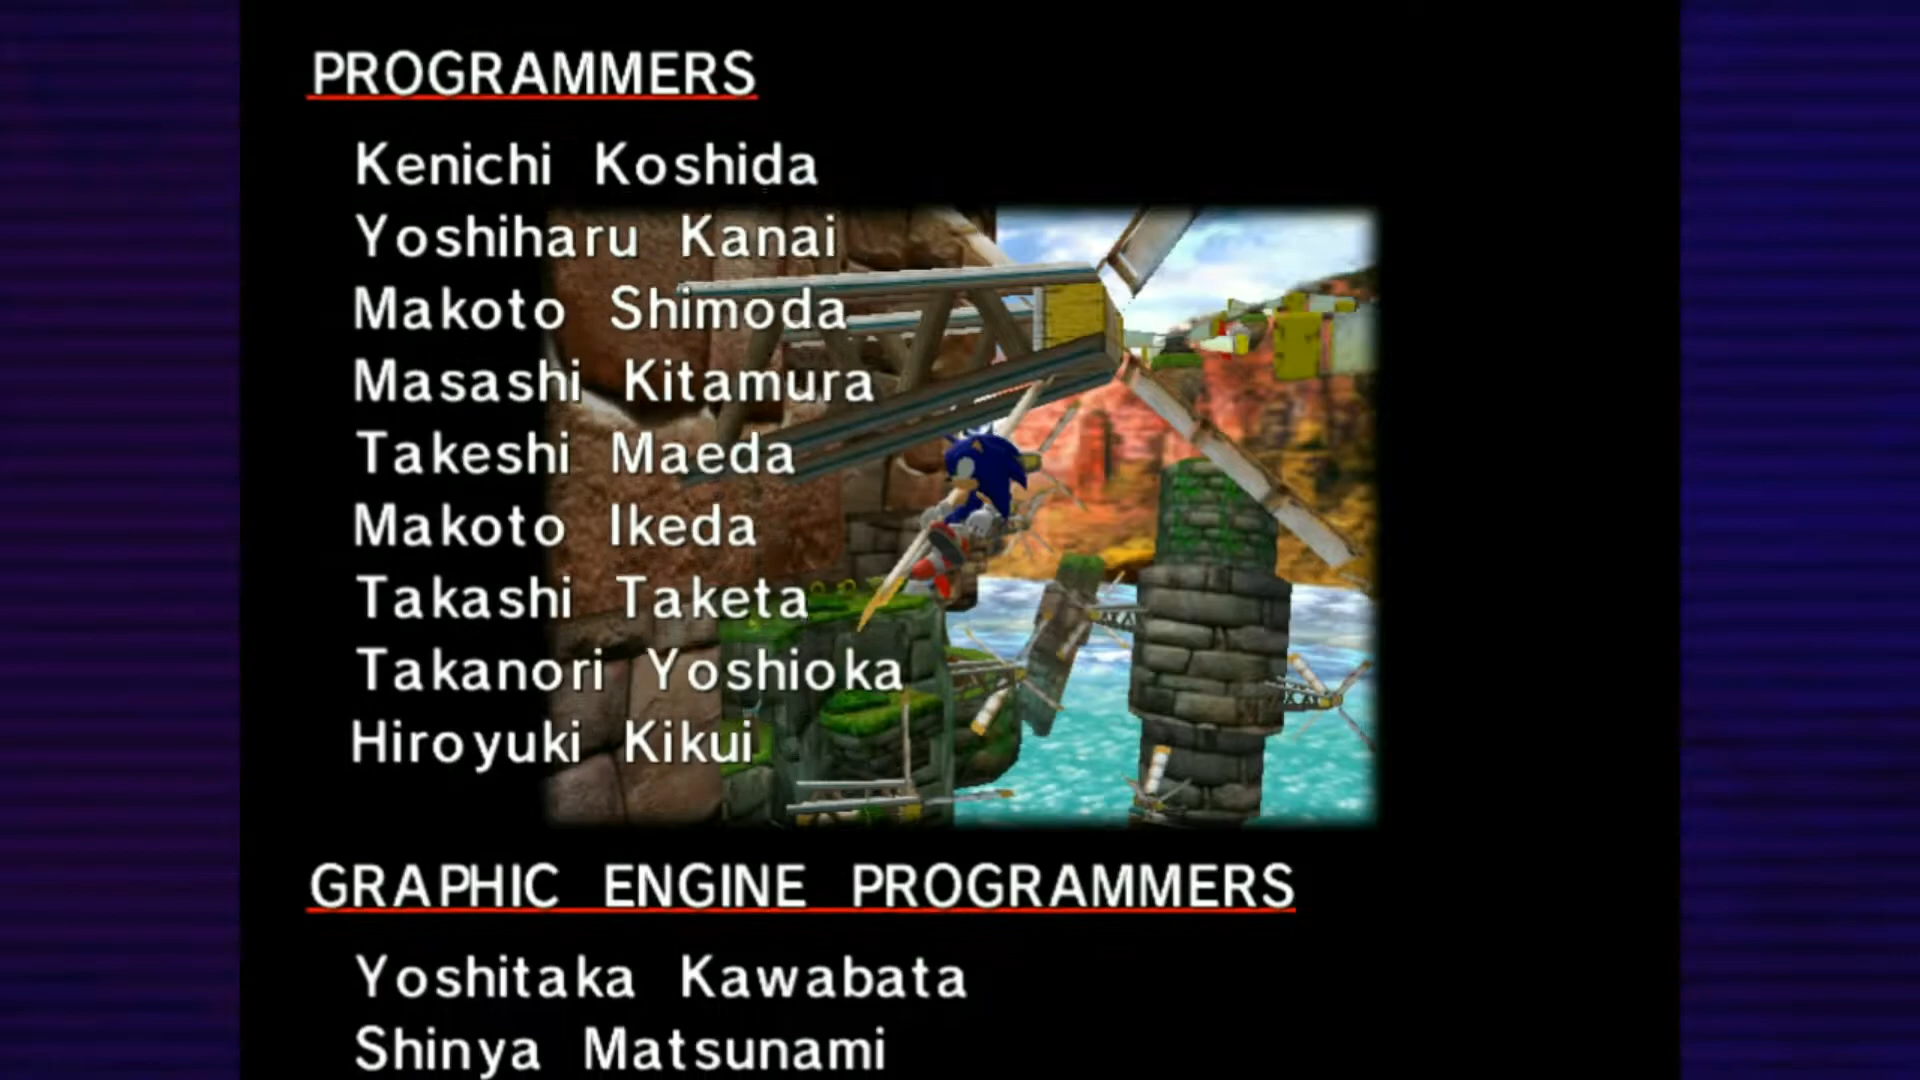 PROGRAMMERS
Kenichi Koshida
Yoshiharu Kanai
Makoto Shimoda
Masashi Kitamura
Takeshi Maeda
Makoto Ikeda
Takashi Taketa
Takanori Yoshioka
Hiroyuki Kikui
GRAPHIC ENGINE PROGRAMMERS
Yoshitaka Kawabata
Shinya Matsunami